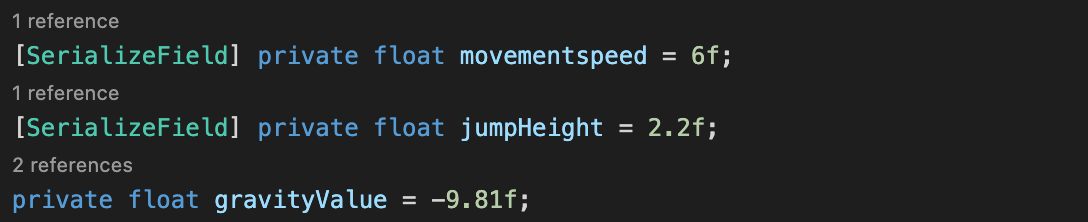 1 reference
[SerializeField] private float movementspeed = 6f;
1 reference
[SerializeField] private float jumpHeight = 2.2f;
2 references
private float gravityValue = -9.81f;